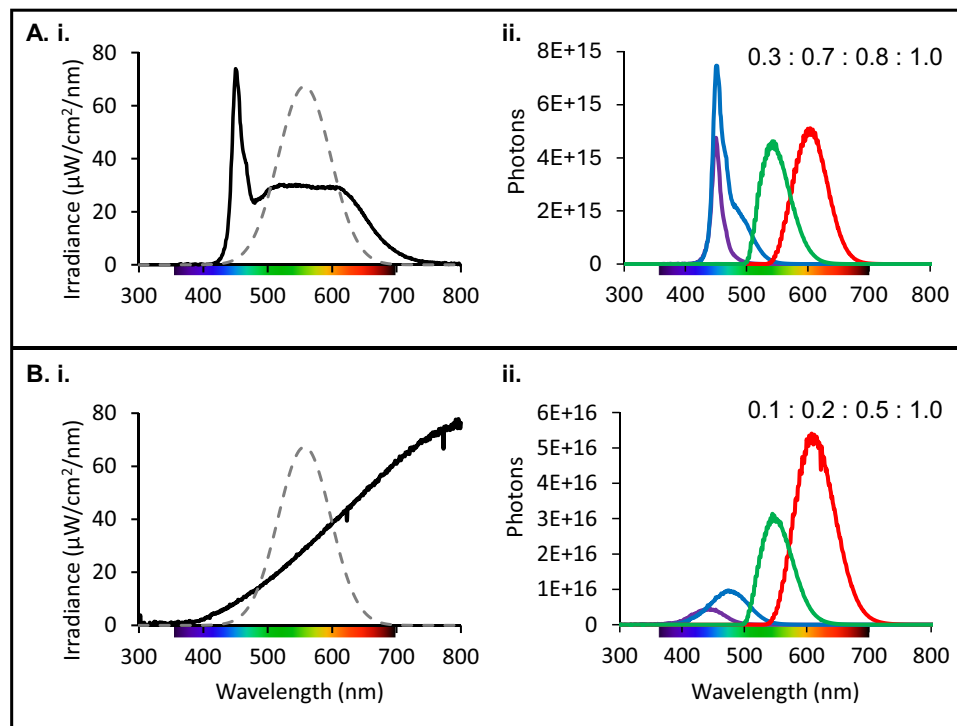 A. i.
Irradiance (µW/cm²/nm)
80
60
40
20
0
300 400 500 600 700 800
ii.
0.3 : 0.7 : 0.8 : 1.0
Photons
8E+15
6E+15
4E+15
2E+15
0
300 400 500 600 700 800
B. i.
Irradiance (µW/cm²/nm)
80
60
40
20
0
300 400 500 600 700 800
Wavelength (nm)
ii.
0.1 : 0.2 : 0.5 : 1.0
Photons
6E+16
5E+16
4E+16
3E+16
2E+16
1E+16
0
300 400 500 600 700 800
Wavelength (nm)